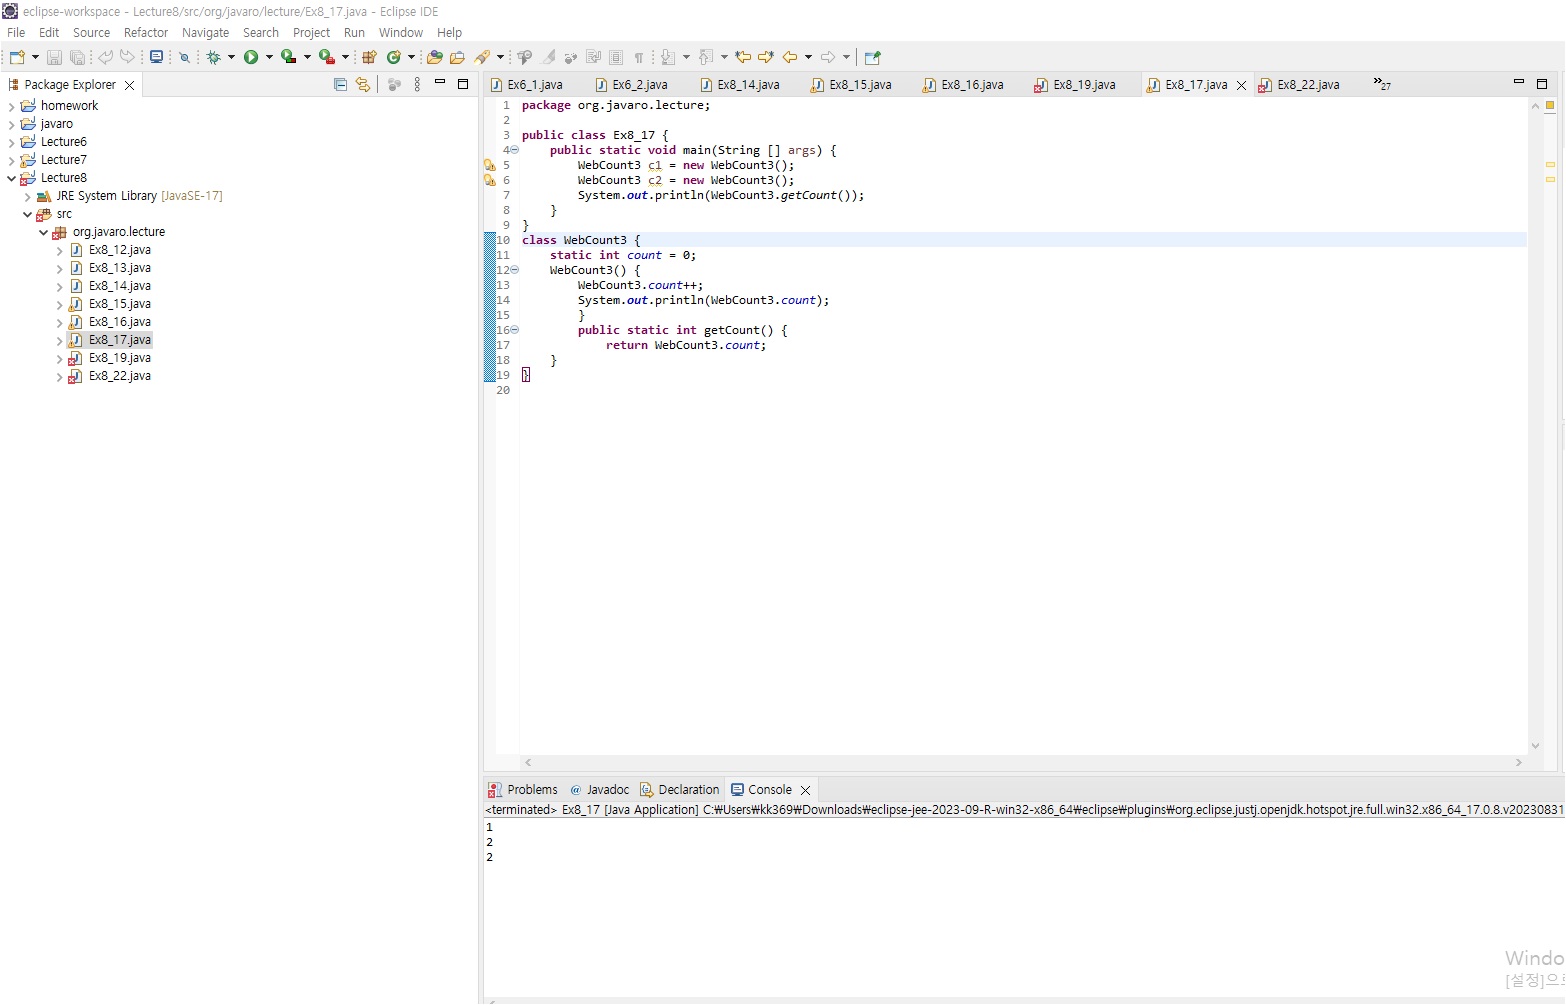 eclipse-workspace - Lecture8/src/org/javaro/lecture/Ex8_17.java - Eclipse IDE
File Edit Source Refactor Navigate Search Project Run Window Help
Package Explorer
homework
javaro
Lecture6
Lecture7
Lecture8
JRE System Library [JavaSE-17]
src
org.javaro.lecture
Ex8_12.java
Ex8_13.java
Ex8_14.java
Ex8_15.java
Ex8_16.java
Ex8_17.java
Ex8_19.java
Ex8_22.java
Ex6_1.java Ex6_2.java Ex8_14.java Ex8_15.java Ex8_16.java Ex8_19.java Ex8_17.java Ex8_22.java »27
1 package org.javaro.lecture;
2
3 public class Ex8_17 {
4 public static void main(String [] args) {
5 WebCount3 c1 = new WebCount3();
6 WebCount3 c2 = new WebCount3();
7 System.out.println(WebCount3.getCount());
8 }
9 }
10 class WebCount3 {
11 static int count = 0;
12 WebCount3() {
13 WebCount3.count++;
14 System.out.println(WebCount3.count);
15 }
16 public static int getCount() {
17 return WebCount3.count;
18 }
19 }
20
Problems @ Javadoc Declaration Console
<terminated> Ex8_17 [Java Application] C:₩Users₩kk369₩Downloads₩eclipse-jee-2023-09-R-win32-x86_64₩eclipse₩plugins₩org.eclipse.justj.openjdk.hotspot.jre.full.win32.x86_64_17.0.8.v20230831
1
2
2
Windo
[설정]으로